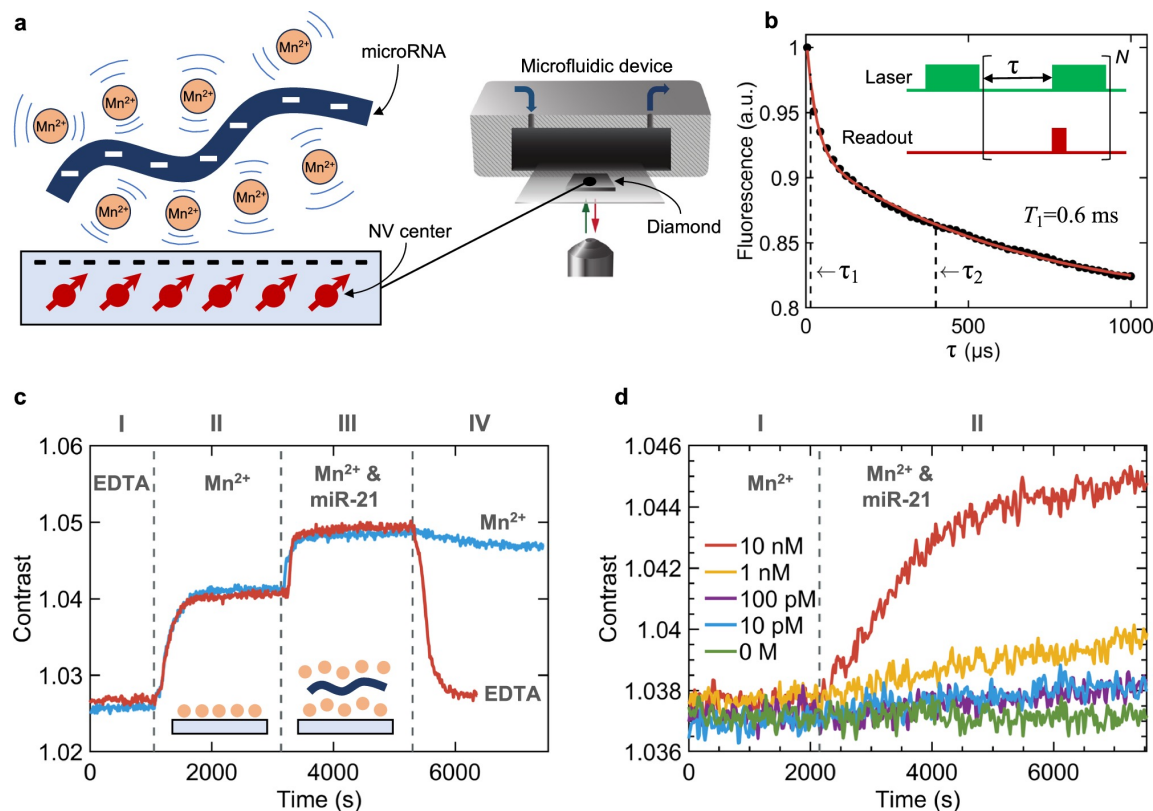 a
Mn²⁺
Mn²⁺
Mn²⁺
Mn²⁺
microRNA
Mn²⁺
Mn²⁺
Mn²⁺
Mn²⁺
NV center
Microfluidic device
Diamond
b
Fluorescence (a.u.)
1
0.95
0.9
0.85
0.8
Laser
τ
N
Readout
T₁=0.6 ms
←τ₁
←τ₂
0
500
1000
τ (µs)
c
I
II
III
IV
Contrast
1.06
1.05
1.04
1.03
1.02
EDTA
Mn²⁺
Mn²⁺ &
miR-21
Mn²⁺
EDTA
0
2000
4000
6000
Time (s)
d
I
II
Contrast
1.046
1.044
1.042
1.04
1.038
1.036
Mn²⁺
Mn²⁺ &
miR-21
10 nM
1 nM
100 pM
10 pM
0 M
0
2000
4000
6000
Time (s)